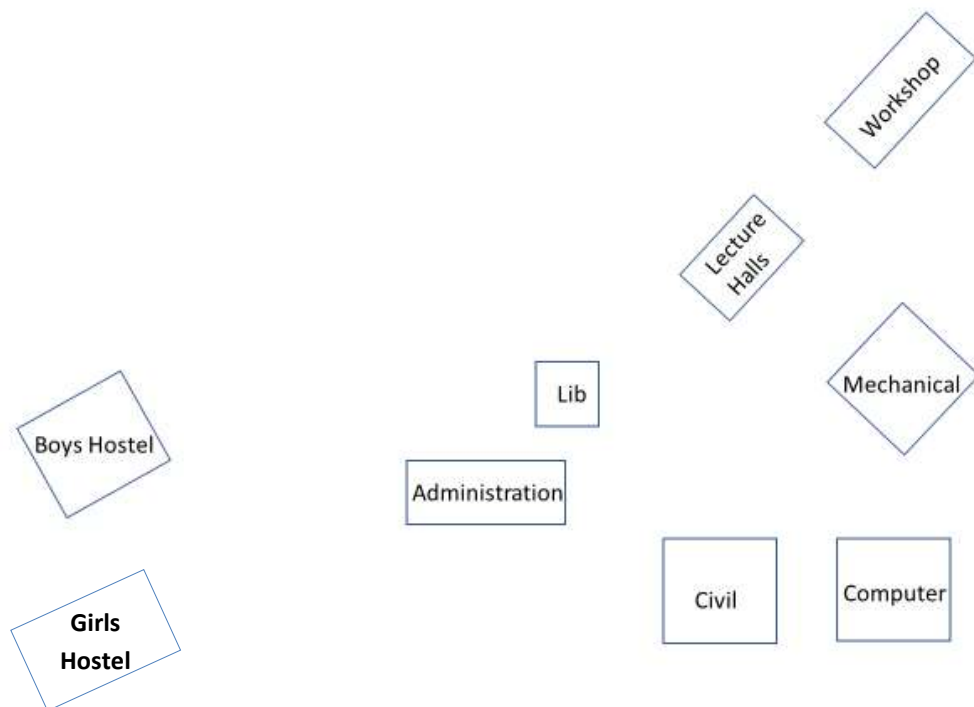 Workshop
Lecture
Halls
Mechanical
Lib
Boys Hostel
Administration
Civil
Computer
Girls
Hostel